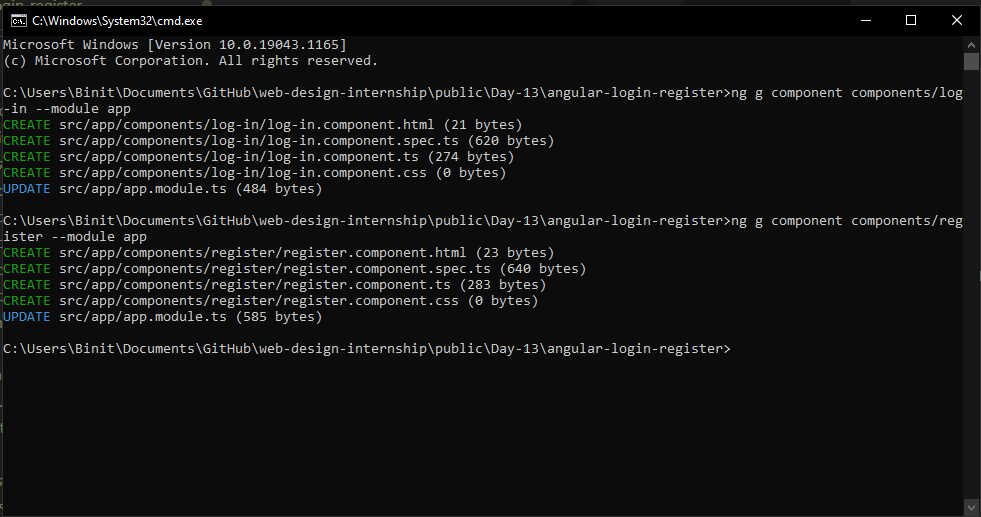 gin-register
C:\Windows\System32\cmd.exe
Microsoft Windows [Version 10.0.19043.1165]
(c) Microsoft Corporation. All rights reserved.
C:\Users\Binit\Documents\GitHub\web-design-internship\public\Day-13\angular-login-register>ng g component components/log
-in --module app
CREATE src/app/components/log-in/log-in.component.html (21 bytes)
CREATE src/app/components/log-in/log-in.component.spec.ts (620 bytes)
CREATE src/app/components/log-in/log-in.component.ts (274 bytes)
CREATE src/app/components/log-in/log-in.component.css (0 bytes)
UPDATE src/app/app.module.ts (484 bytes)
C:\Users\Binit\Documents\GitHub\web-design-internship\public\Day-13\angular-login-register>ng g component components/reg
ister --module app
CREATE src/app/components/register/register.component.html (23 bytes)
CREATE src/app/components/register/register.component.spec.ts (640 bytes)
CREATE src/app/components/register/register.component.ts (283 bytes)
CREATE src/app/components/register/register.component.css (0 bytes)
UPDATE src/app/app.module.ts (585 bytes)
C:\Users\Binit\Documents\GitHub\web-design-internship\public\Day-13\angular-login-register>